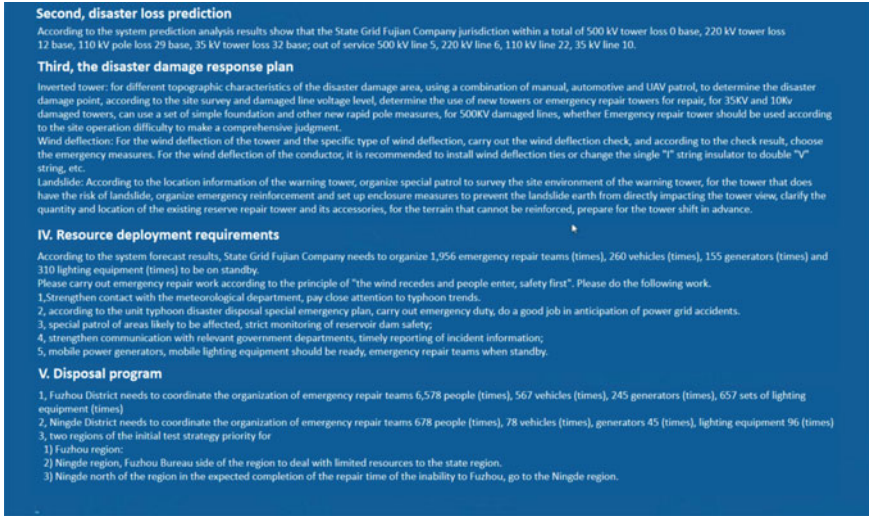 Second, disaster loss prediction
According to the system prediction analysis results show that the State Grid Fujian Company jurisdiction within a total of 500 kV tower loss 0 base, 220 kV tower loss
12 base, 110 kV pole loss 29 base, 35 kV tower loss 32 base; out of service 500 kV line 5, 220 kV line 6, 110 kV line 22, 35 kV line 10.
Third, the disaster damage response plan
Inverted tower: for different topographic characteristics of the disaster damage area, using a combination of manual, automotive and UAV patrol, to determine the disaster
damage point, according to the site survey and damaged line voltage level, determine the use of new towers or emergency repair towers for repair, for 35KV and 10Kv
damaged towers, can use a set of simple foundation and other new rapid pole measures, for 500KV damaged lines, whether Emergency repair tower should be used according
to the site operation difficulty to make a comprehensive judgment.
Wind deflection: For the wind deflection of the tower and the specific type of wind deflection, carry out the wind deflection check, and according to the check result, choose
the emergency measures. For the wind deflection of the conductor, it is recommended to install wind deflection ties or change the single "I" string insulator to double "V"
string, etc.
Landslide: According to the location information of the warning tower, organize special patrol to survey the site environment of the warning tower, for the tower that does
have the risk of landslide, organize emergency reinforcement and set up enclosure measures to prevent the landslide earth from directly impacting the tower view, clarify the
quantity and location of the existing reserve repair tower and its accessories, for the terrain that cannot be reinforced, prepare for the tower shift in advance.
IV. Resource deployment requirements
According to the system forecast results, State Grid Fujian Company needs to organize 1,956 emergency repair teams (times), 260 vehicles (times), 155 generators (times) and
310 lighting equipment (times) to be on standby.
Please carry out emergency repair work according to the principle of "the wind recedes and people enter, safety first". Please do the following work.
1,Strengthen contact with the meteorological department, pay close attention to typhoon trends.
2, according to the unit typhoon disaster disposal special emergency plan, carry out emergency duty, do a good job in anticipation of power grid accidents.
3, special patrol of areas likely to be affected, strict monitoring of reservoir dam safety;
4, strengthen communication with relevant government departments, timely reporting of incident information;
5, mobile power generators, mobile lighting equipment should be ready, emergency repair teams when standby.
V. Disposal program
1, Fuzhou District needs to coordinate the organization of emergency repair teams 6,578 people (times), 567 vehicles (times), 245 generators (times), 657 sets of lighting
equipment (times)
2, Ningde District needs to coordinate the organization of emergency repair teams 678 people (times), 78 vehicles (times), generators 45 (times), lighting equipment 96 (times)
3, two regions of the initial test strategy priority for
1) Fuzhou region:
2) Ningde region, Fuzhou Bureau side of the region to deal with limited resources to the state region.
3) Ningde north of the region in the expected completion of the repair time of the inability to Fuzhou, go to the Ningde region.